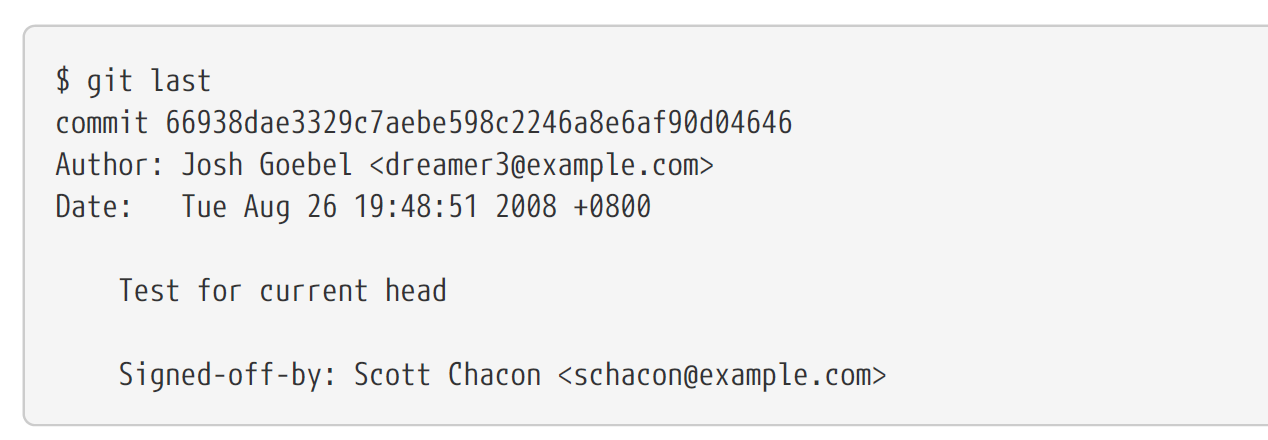 $ git last
commit 66938dae3329c7aebe598c2246a8e6af90d04646
Author: Josh Goebel <dreamer3@example.com>
Date:   Tue Aug 26 19:48:51 2008 +0800

    Test for current head

    Signed-off-by: Scott Chacon <schacon@example.com>